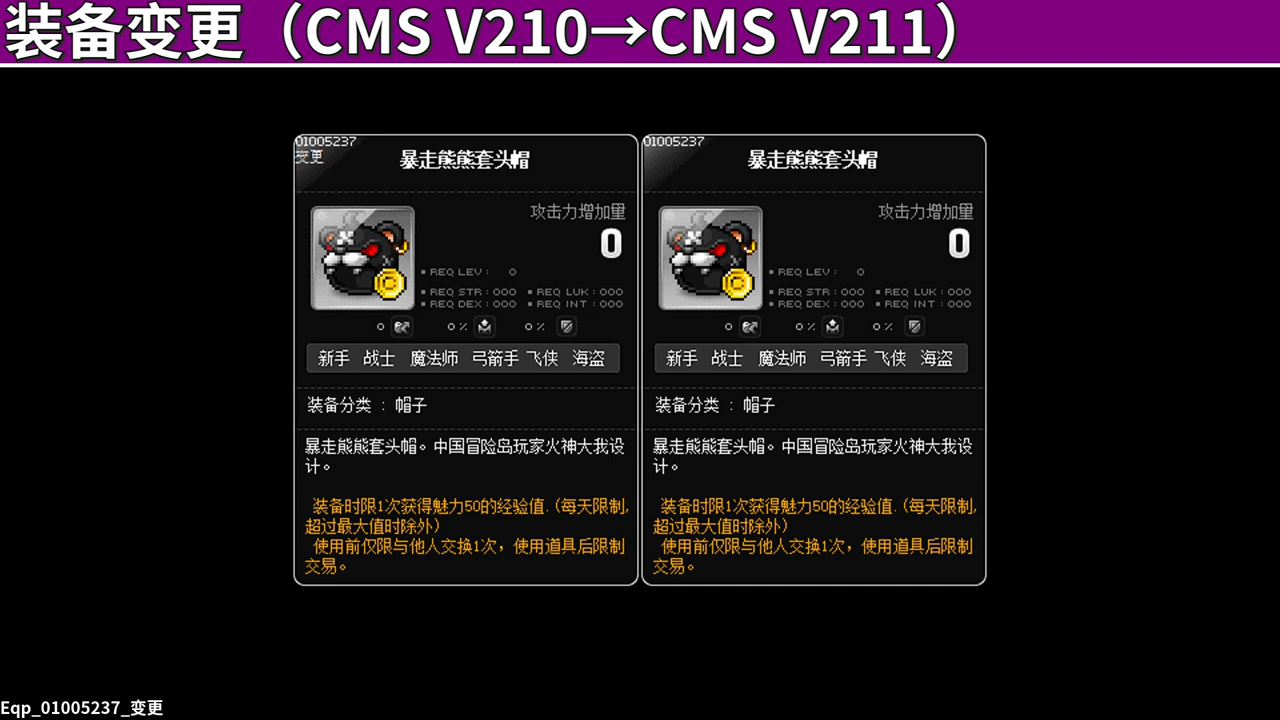 装备变更（CMS V210→CMS V211）
01005237
变更
暴走熊熊套头帽
攻击力增加量
0
REQ LEV : 0
REQ STR : 000 REQ LUK : 000
REQ DEX : 000 REQ INT : 000
0 0 % 0 %
新手 战士 魔法师 弓箭手 飞侠 海盗
装备分类 : 帽子
暴走熊熊套头帽。中国冒险岛玩家火神大我设
计。
装备时限1次获得魅力50的经验值.(每天限制,
超过最大值时除外)
使用前仅限与他人交换1次，使用道具后限制
交易。
01005237
暴走熊熊套头帽
攻击力增加量
0
REQ LEV : 0
REQ STR : 000 REQ LUK : 000
REQ DEX : 000 REQ INT : 000
0 0 % 0 %
新手 战士 魔法师 弓箭手 飞侠 海盗
装备分类 : 帽子
暴走熊熊套头帽。中国冒险岛玩家火神大我设
计。
装备时限1次获得魅力50的经验值.(每天限制,
超过最大值时除外)
使用前仅限与他人交换1次，使用道具后限制
交易。
Eqp_01005237_变更